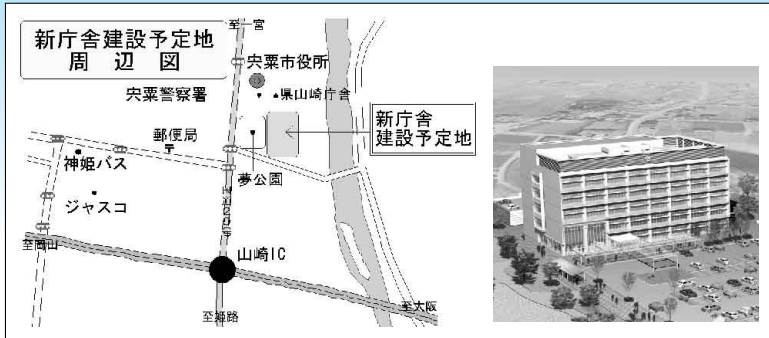 新庁舎建設予定地
周辺図
至一宮
宍粟市役所
宍粟警察署
県山崎庁舎
新庁舎
建設予定地
郵便局
〒
神姫バス
夢公園
ジャスコ
至岡山
山崎IC
至大阪
至姫路